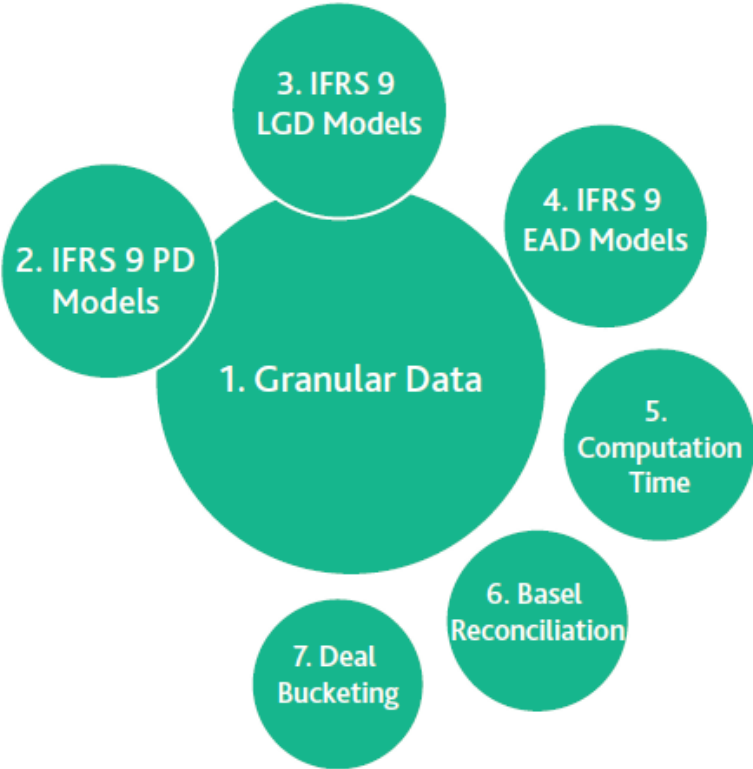 3. IFRS 9
LGD Models
4. IFRS 9
EAD Models
2. IFRS 9 PD
Models
1. Granular Data
5.
Computation
Time
6. Basel
Reconciliation
7. Deal
Bucketing